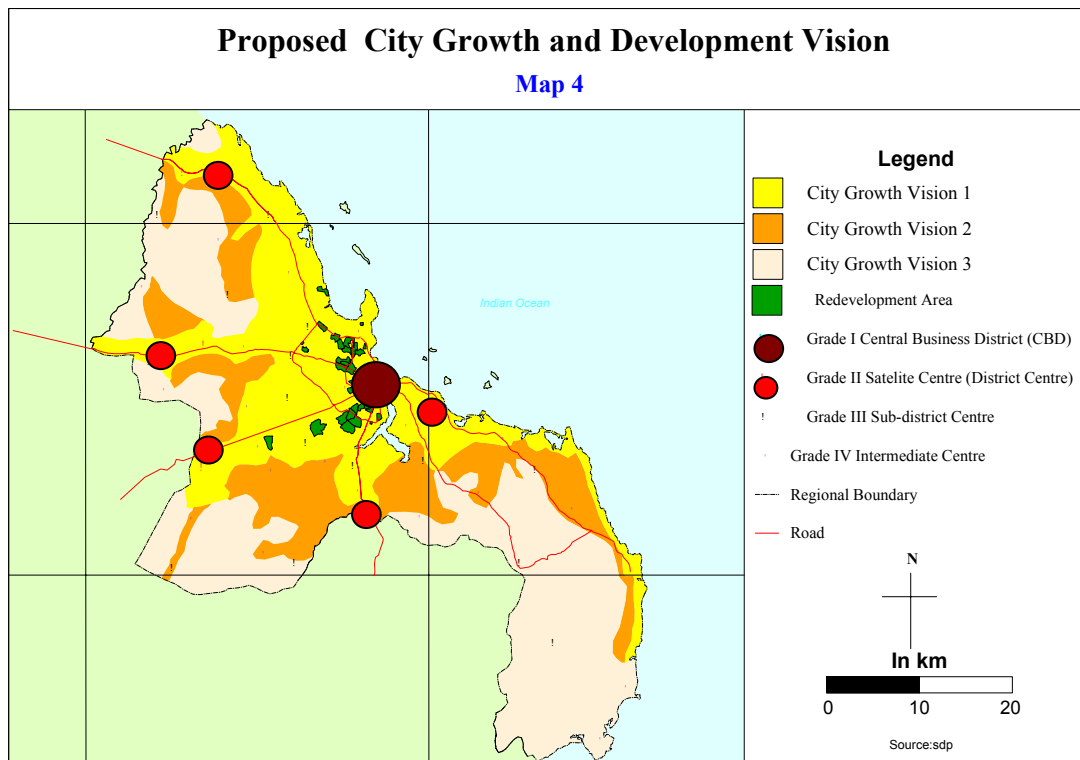 Proposed City Growth and Development Vision
Map 4
Indian Ocean
Legend
City Growth Vision 1
City Growth Vision 2
City Growth Vision 3
Redevelopment Area
Grade I Central Business District (CBD)
Grade II Satelite Centre (District Centre)
! Grade III Sub-district Centre
Grade IV Intermediate Centre
Regional Boundary
Road
N
In km
0 10 20
Source:sdp